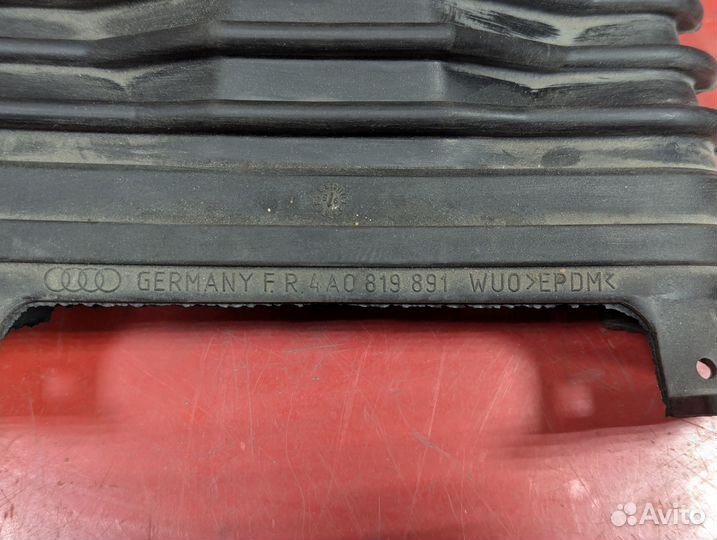 GERMANY F.R. 4A0 819 891 WUO >EPDM<
Avito